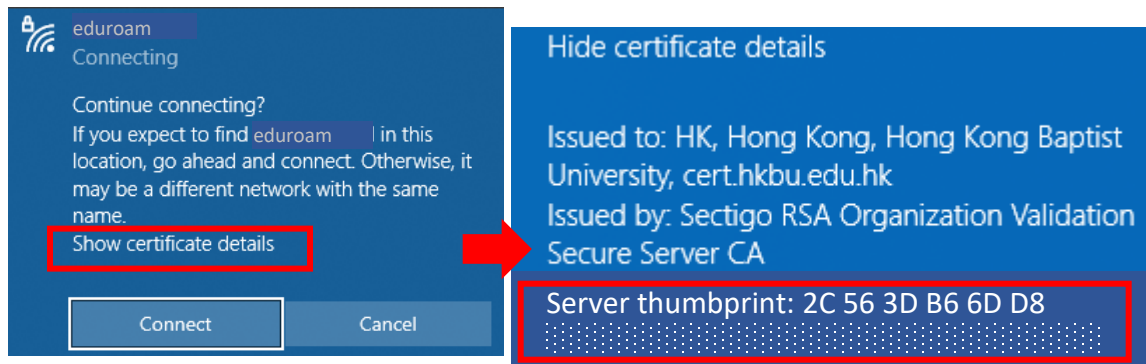 eduroam
Connecting
Continue connecting?
If you expect to find eduroam in this
location, go ahead and connect. Otherwise, it
may be a different network with the same
name.
Show certificate details
Connect
Cancel
Hide certificate details
Issued to: HK, Hong Kong, Hong Kong Baptist
University, cert.hkbu.edu.hk
Issued by: Sectigo RSA Organization Validation
Secure Server CA
Server thumbprint: 2C 56 3D B6 6D D8